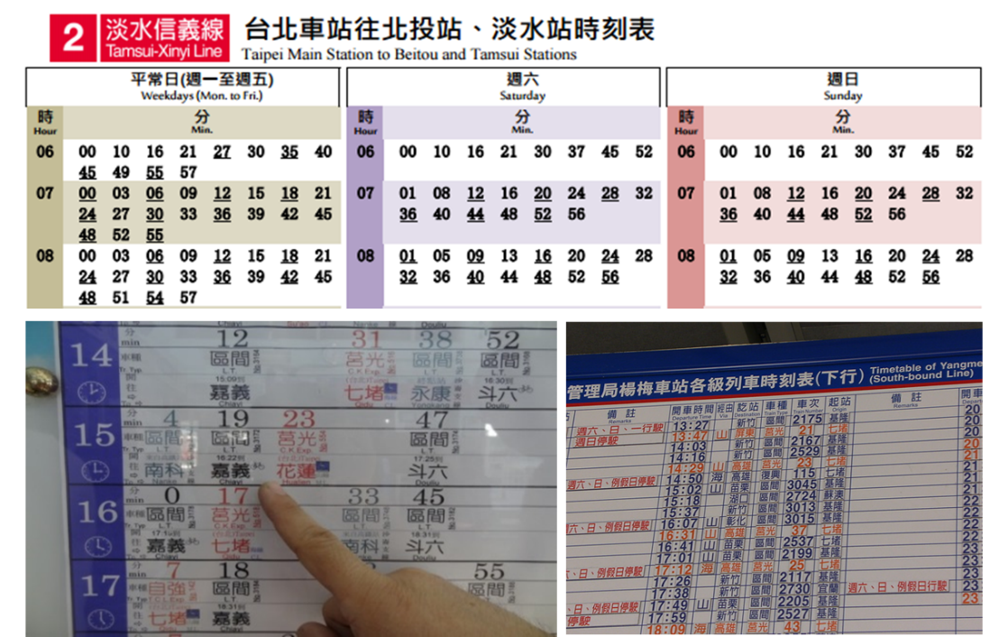 2 淡水信義線 台北車站往北投站、淡水站時刻表
Tamsui-Xinyi Line Taipei Main Station to Beitou and Tamsui Stations
平常日(週一至週五)
Weekdays (Mon. to Fri.)
時 分
Hour Min.
06 00 10 16 21 27 30 35 40
45 49 55 57
07 00 03 06 09 12 15 18 21
24 27 30 33 36 39 42 45
48 52 55
08 00 03 06 09 12 15 18 21
24 27 30 33 36 39 42 45
48 51 54 57
週六
Saturday
時 分
Hour Min.
06 00 10 16 21 30 37 45 52
07 01 08 12 16 20 24 28 32
36 40 44 48 52 56
08 01 05 09 13 16 20 24 28
32 36 40 44 48 52 56
週日
Sunday
時 分
Hour Min.
06 00 10 16 21 30 37 45 52
07 01 08 12 16 20 24 28 32
36 40 44 48 52 56
08 01 05 09 13 16 20 24 28
32 36 40 44 48 52 56
14 分 min 12 31 38 52
車種 區間 莒光 區間 區間
L.T. C.K.Exp. L.T. L.T.
15:09到 16:30到
開往 嘉義 七堵 永康 斗六
15 4 19 23 47
區間 區間 莒光 區間
L.T. C.K.Exp. L.T.
16:22到 17:25到
南科 嘉義 花蓮 斗六
16 分 min 0 17 33 45
車種 區間 莒光 區間 區間
L.T. C.K.Exp. L.T. L.T.
18:31到
嘉義 七堵 南科 斗六
17 分 min 7 18 55
車種 自強 區間 區間
L.T. L.T.
七堵 嘉義
管理局楊梅車站各級列車時刻表(下行) Timetable of Yangme
(South-bound Line)
備註 開車時間 經由 訖站 車種 車次 起站 備註 開車
Remarks Departure Time Via Destination Train Type Train Number Origin Remarks
週六、日、一行駛 13:27 新竹 區間 2175 基隆 20
週日停駛 13:47 山 屏東 莒光 21 七堵 20
14:03 新竹 區間 2167 基隆 20
14:16 新竹 區間 2529 基隆 21
14:29 山 高雄 莒光 23 七堵 21
週六、日、例假日停駛 14:50 海 高雄 復興 115 七堵 21
15:02 山 苗栗 區間 3045 基隆 21
15:18 湖口 區間 2724 蘇澳
15:37 新竹 區間 3013 基隆 22
16:07 山 彰化 區間 3015 基隆 22
六、日、例假日停駛 16:31 山 高雄 莒光 37 七堵 22
16:41 山 苗栗 區間 2537 七堵
17:01 山 苗栗 區間 2199 基隆 23
、日、例假日停駛 17:12 海 高雄 莒光 25 七堵 23
17:26 新竹 區間 2117 基隆
17:38 新竹 區間 2730 宜蘭 週六、日、例假日行駛 23
、日、例假日停駛 17:49 山 苗栗 區間 2205 基隆 23
停駛 17:59 新竹 區間 2527 基隆
18:09 海 高雄 莒光 43 七堵